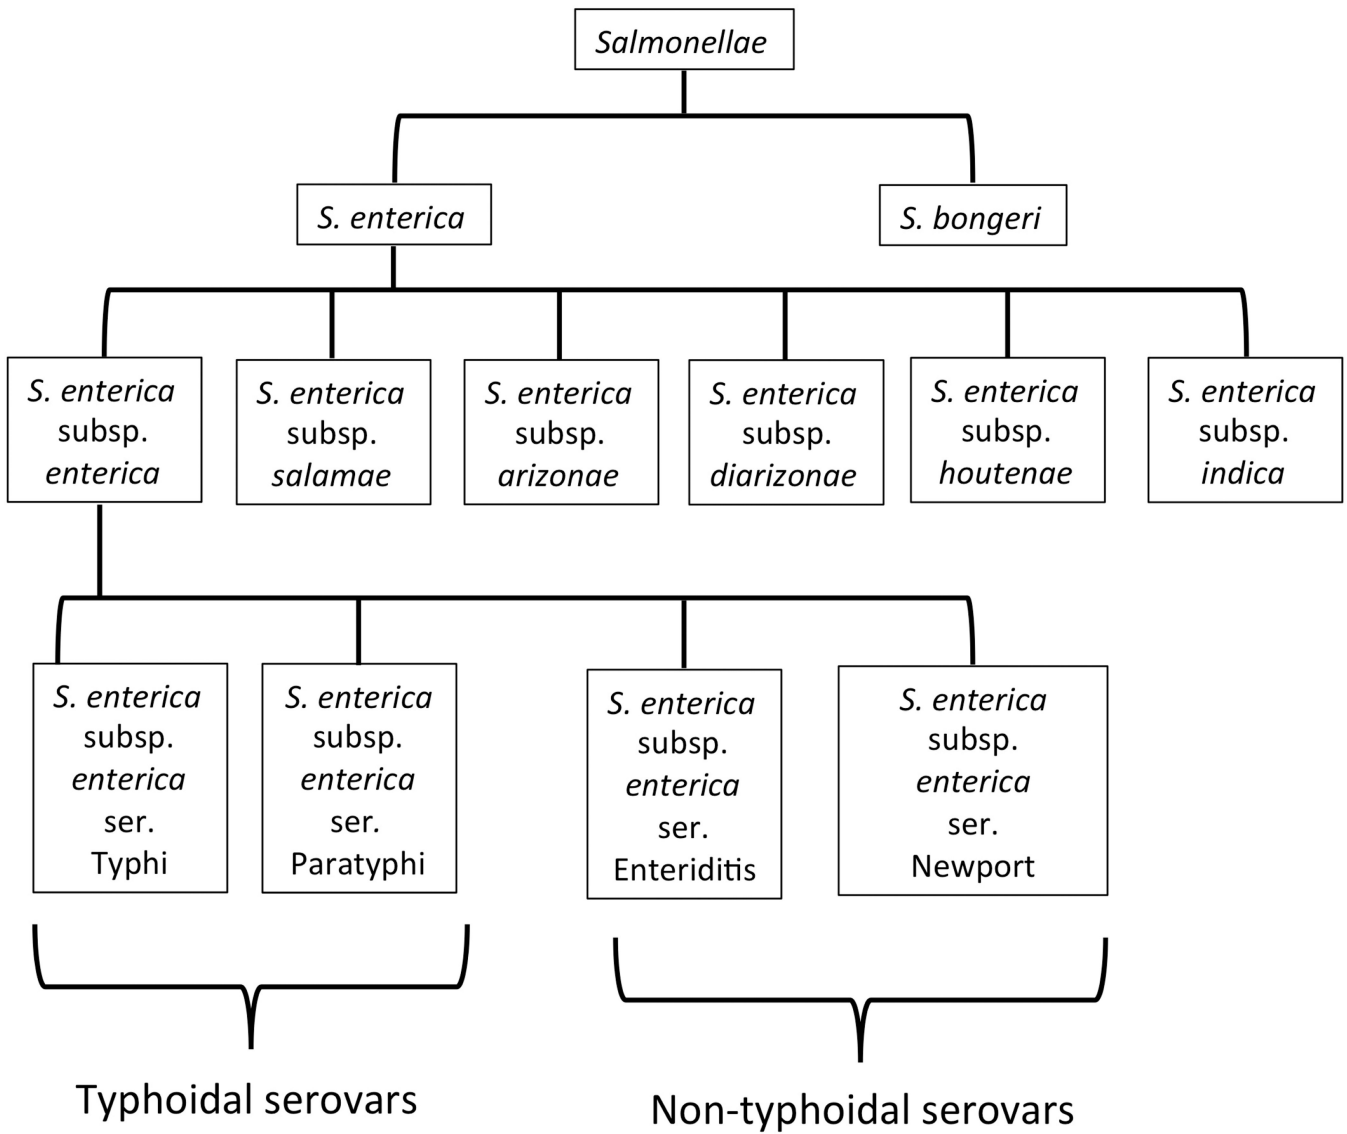 Salmonellae
S. enterica
S. bongeri
S. enterica
subsp.
enterica
S. enterica
subsp.
salamae
S. enterica
subsp.
arizonae
S. enterica
subsp.
diarizonae
S. enterica
subsp.
houtenae
S. enterica
subsp.
indica
S. enterica
subsp.
enterica
ser.
Typhi
S. enterica
subsp.
enterica
ser.
Paratyphi
S. enterica
subsp.
enterica
ser.
Enteriditis
S. enterica
subsp.
enterica
ser.
Newport
Typhoidal serovars
Non-typhoidal serovars